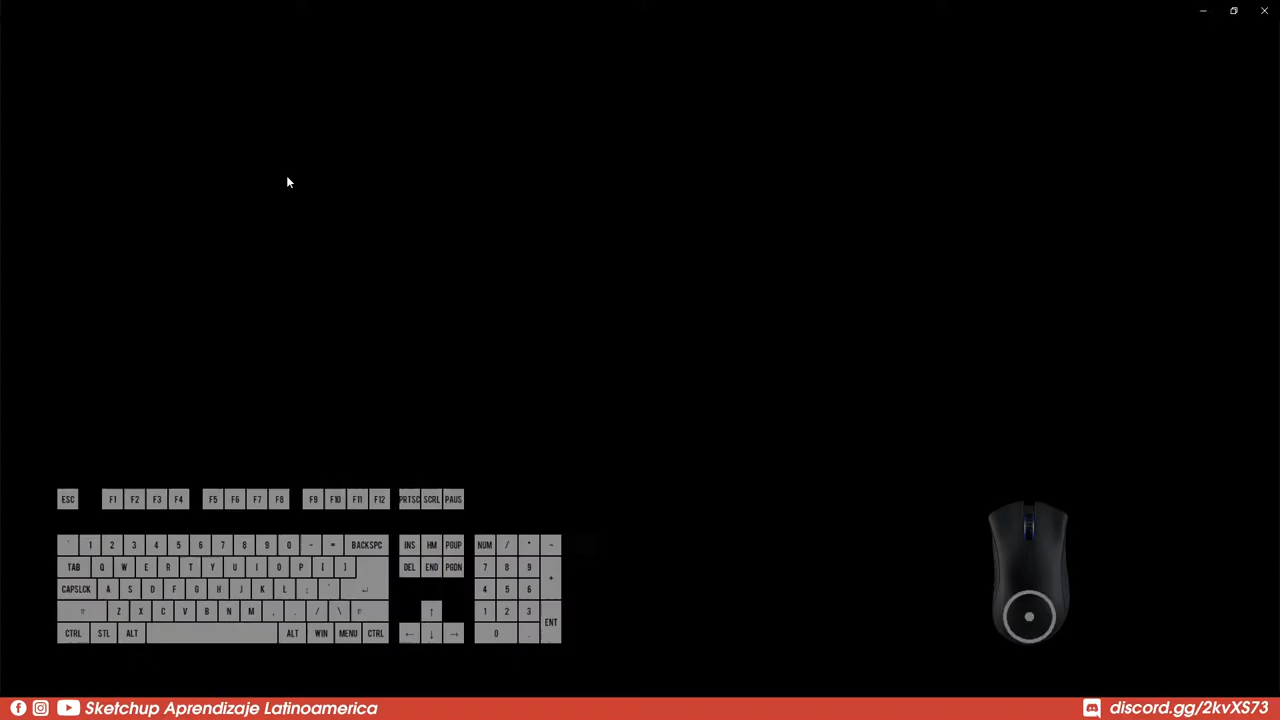 ESC F1 F2 F3 F4 F5 F6 F7 F8 F9 F10 F11 F12 PRTSC SCRL PAUS
` 1 2 3 4 5 6 7 8 9 0 - = BACKSPC INS HM PGUP NUM / * -
TAB Q W E R T Y U I O P [ ] DEL END PGDN 7 8 9 +
CAPSLCK A S D F G H J K L ; ' ↵ 4 5 6
⇧ Z X C V B N M , . / \ ↑ 1 2 3 ENT
CTRL STL ALT ALT WIN MENU CTRL ← ↓ → 0 .
Sketchup Aprendizaje Latinoamerica discord.gg/2kvXS73